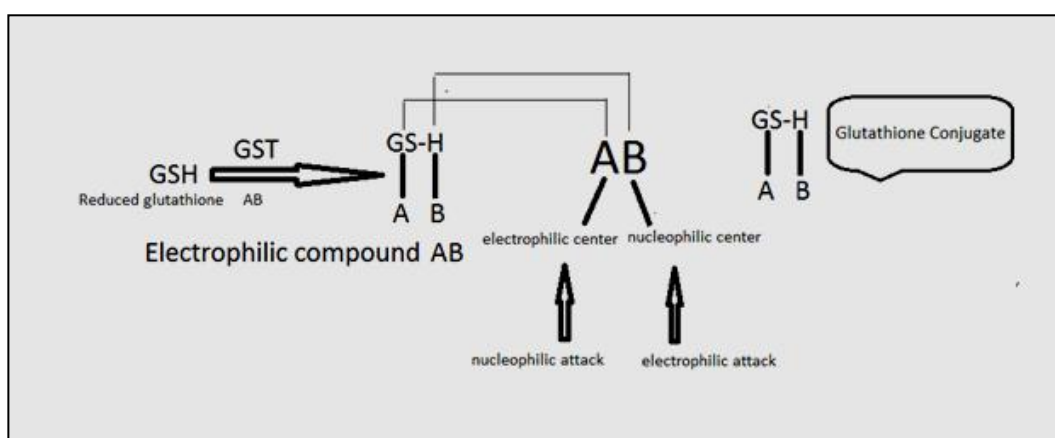 GST
GSH
Reduced glutathione AB
GS-H
A B
Electrophilic compound AB
AB
electrophilic center nucleophilic center
nucleophilic attack electrophilic attack
GS-H
A B
Glutathione Conjugate